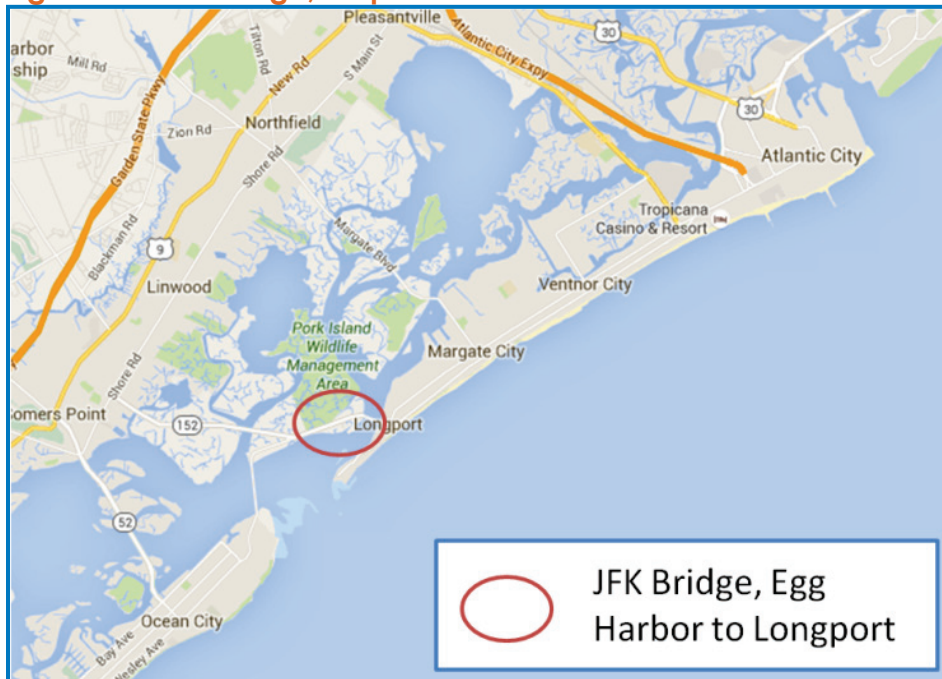 Pleasantville
30
arbor
ship
Mill Rd
Tilton Rd
New Rd
S Main St
Atlantic City Expy
Garden State Pkwy
Zion Rd
Northfield
30
Atlantic City
Shore Rd
Tropicana
Casino & Resort
Blackman Rd
9
Margate Blvd
Linwood
Ventnor City
Pork Island
Wildlife
Management
Area
Margate City
Shore Rd
omers Point
152
Longport
52
Ocean City
Bay Ave
Wesley Ave
JFK Bridge, Egg
Harbor to Longport